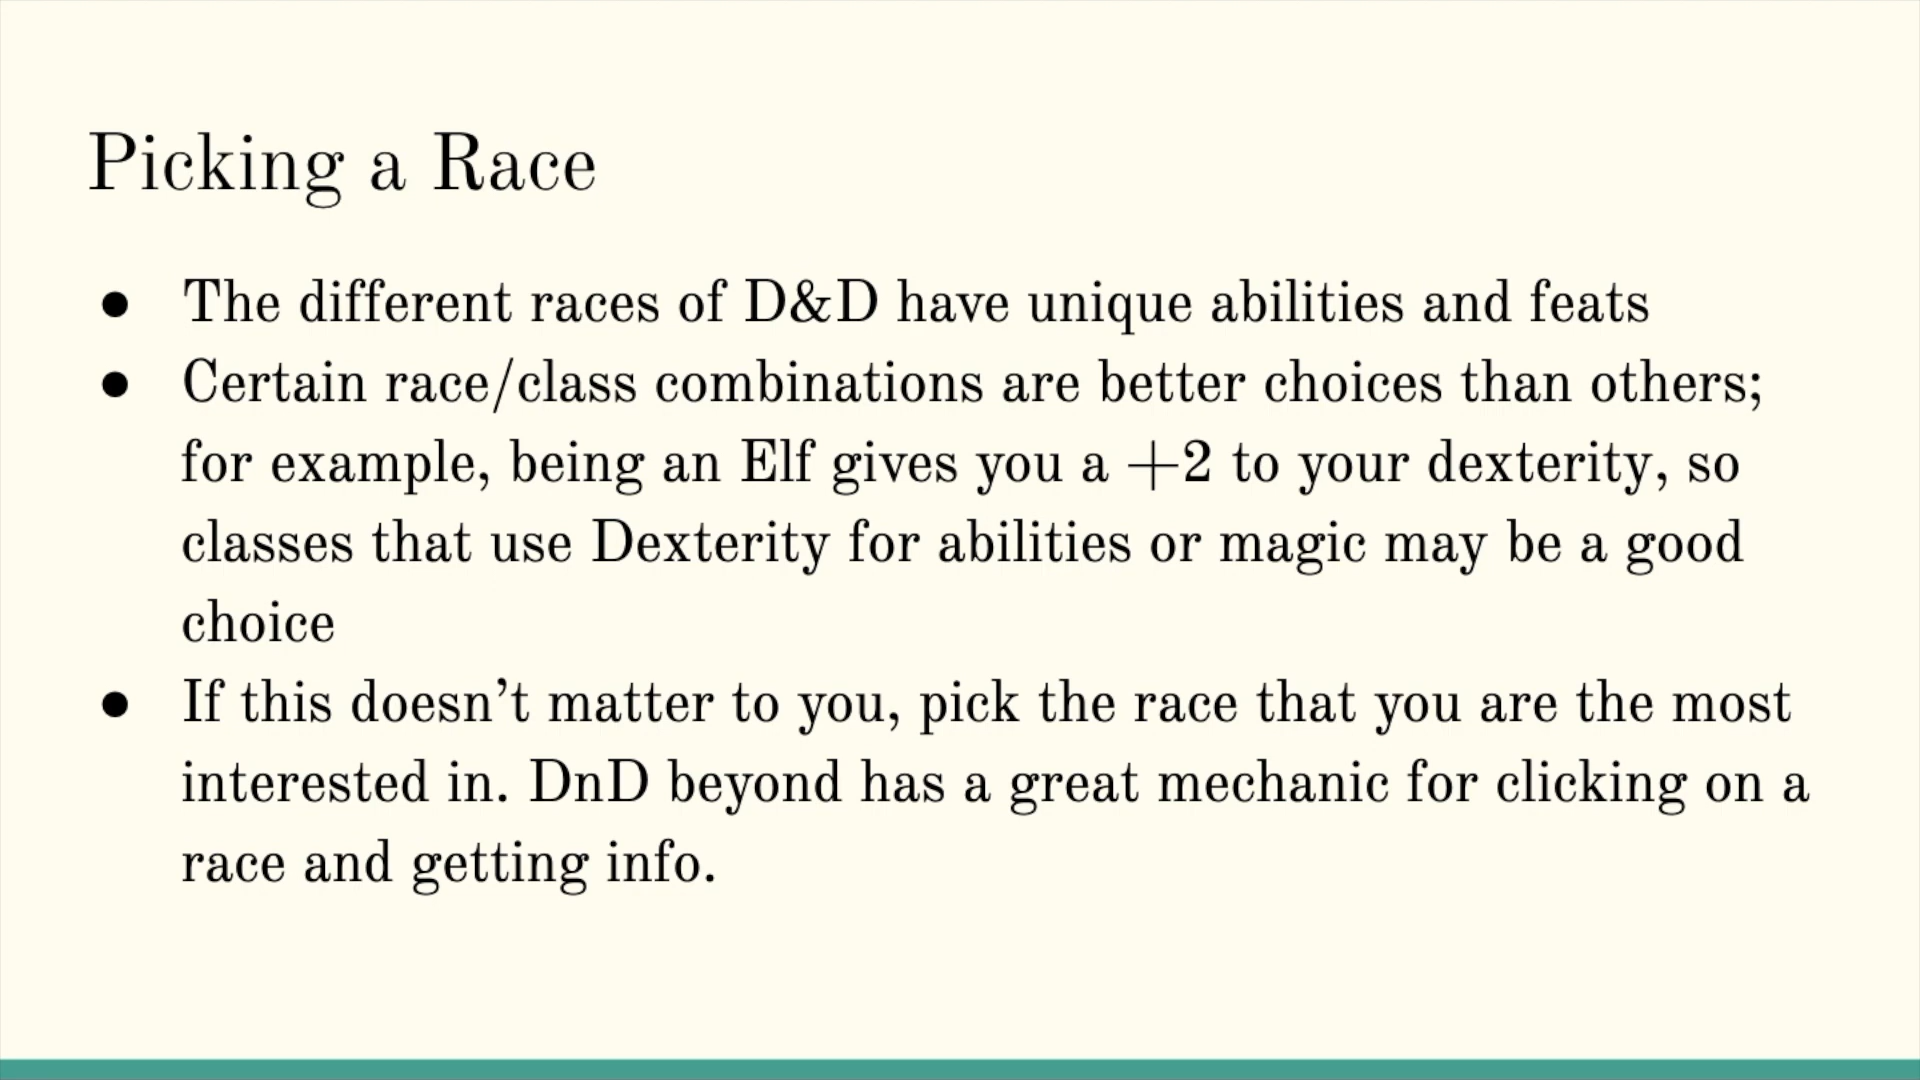 Picking a Race
● The different races of D&D have unique abilities and feats
● Certain race/class combinations are better choices than others;
for example, being an Elf gives you a +2 to your dexterity, so
classes that use Dexterity for abilities or magic may be a good
choice
● If this doesn’t matter to you, pick the race that you are the most
interested in. DnD beyond has a great mechanic for clicking on a
race and getting info.